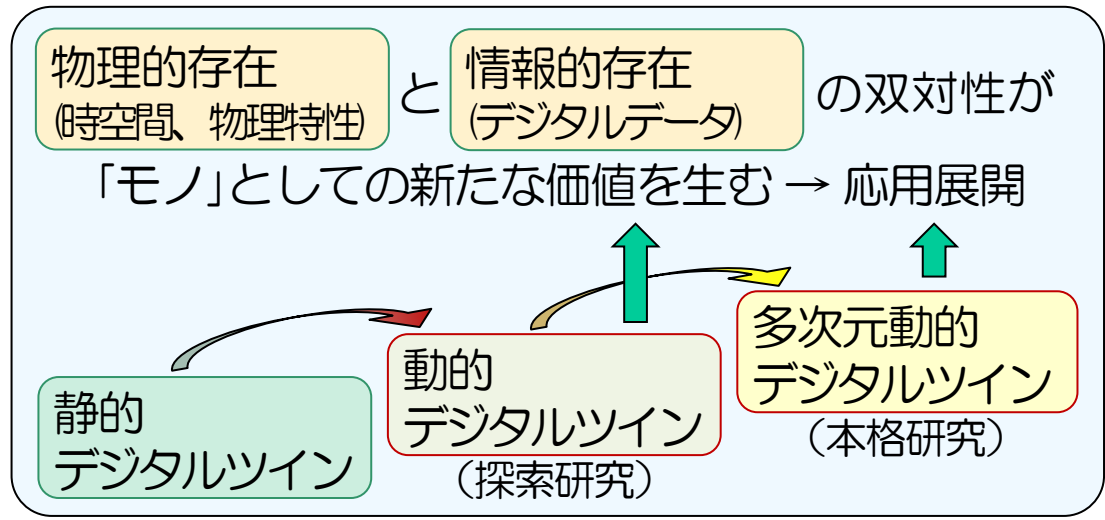 物理的存在
(時空間、物理特性)
と
情報的存在
(デジタルデータ)
の双対性が
「モノ」としての新たな価値を生む → 応用展開
静的
デジタルツイン
動的
デジタルツイン
(探索研究)
多次元動的
デジタルツイン
(本格研究)